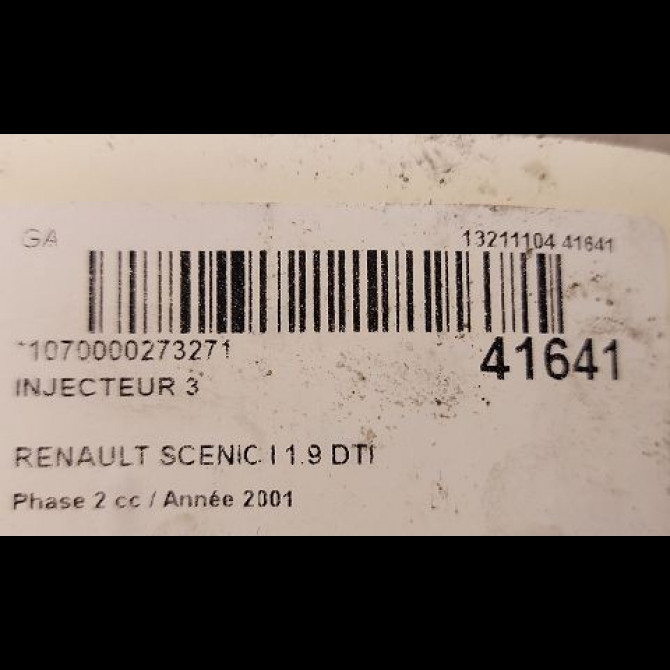 GA 13211104 41641
*1070000273271 41641
INJECTEUR 3
RENAULT SCENIC I 1.9 DTI
Phase 2 cc / Année 2001